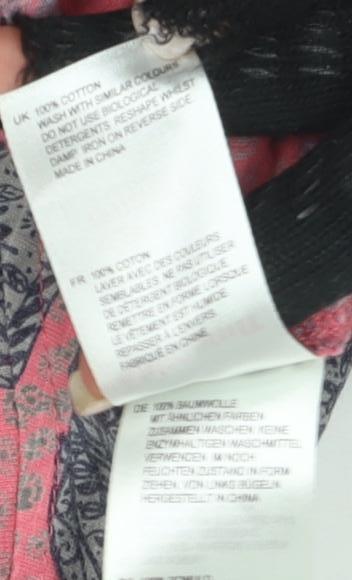 UK 100% COTTON
WASH WITH SIMILAR COLOURS.
DO NOT USE BIOLOGICAL
DETERGENTS. RESHAPE WHILST
DAMP. IRON ON REVERSE SIDE.
MADE IN CHINA
FR 100% COTON
LAVER AVEC DES COULEURS
SEMBLABLES. NE PAS UTILISER
DE DÉTERGENT BIOLOGIQUE.
REMETTRE EN FORME LORSQUE
LE VÊTEMENT EST HUMIDE.
REPASSER À L'ENVERS.
FABRIQUÉ EN CHINE
DE 100% BAUMWOLLE
MIT ÄHNLICHEN FARBEN
ZUSAMMEN WASCHEN. KEINE
ENZYMHALTIGEN WASCHMITTEL
VERWENDEN. IM NOCH
FEUCHTEN ZUSTAND IN FORM
ZIEHEN. VON LINKS BÜGELN.
HERGESTELLT IN CHINA